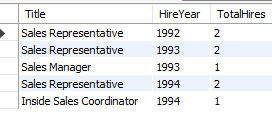 Title HireYear TotalHires
Sales Representative 1992 2
Sales Representative 1993 2
Sales Manager 1993 1
Sales Representative 1994 2
Inside Sales Coordinator 1994 1